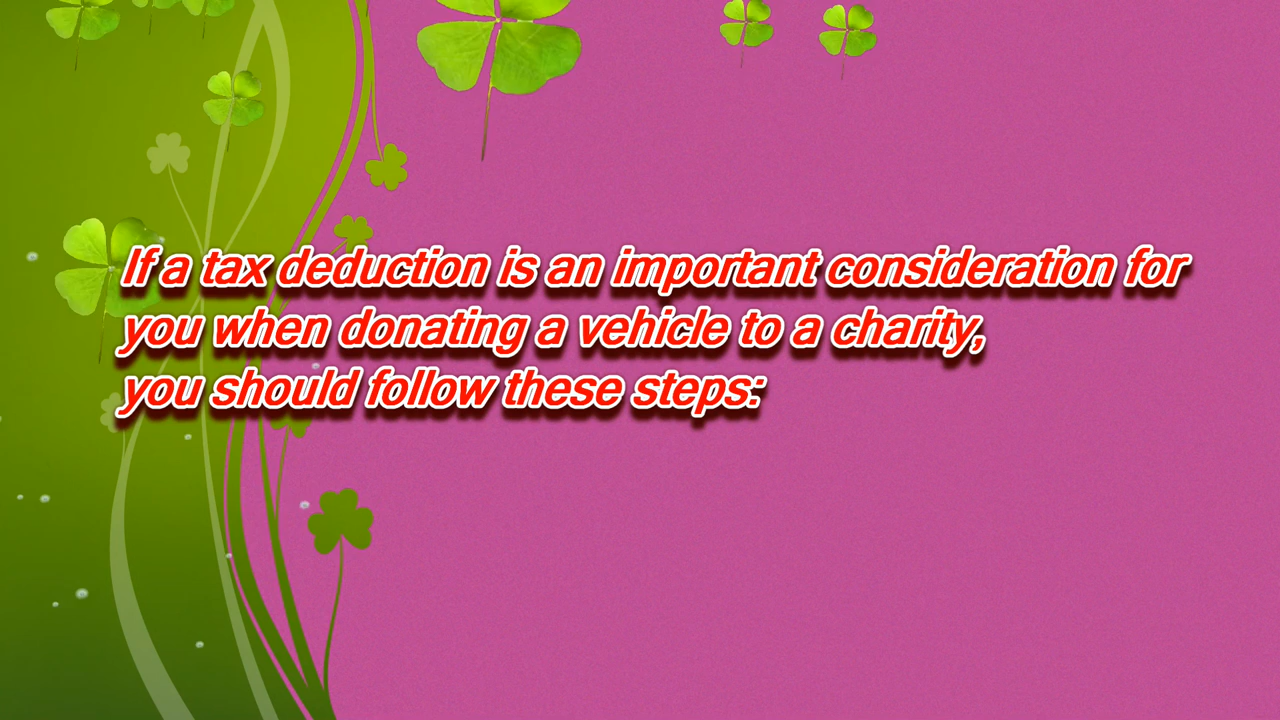 If a tax deduction is an important consideration for
you when donating a vehicle to a charity,
you should follow these steps: